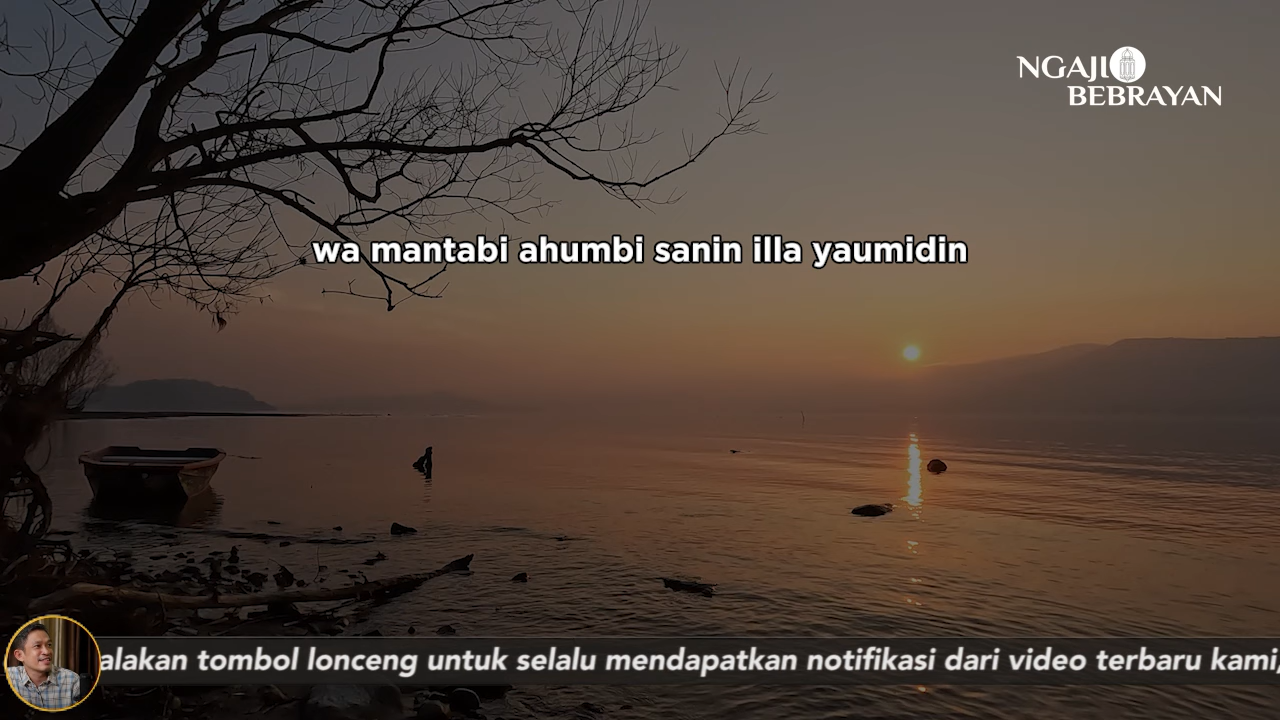 NGAJI
BEBRAYAN
wa mantabi ahumbi sanin illa yaumidin
alakan tombol lonceng untuk selalu mendapatkan notifikasi dari video terbaru kami,